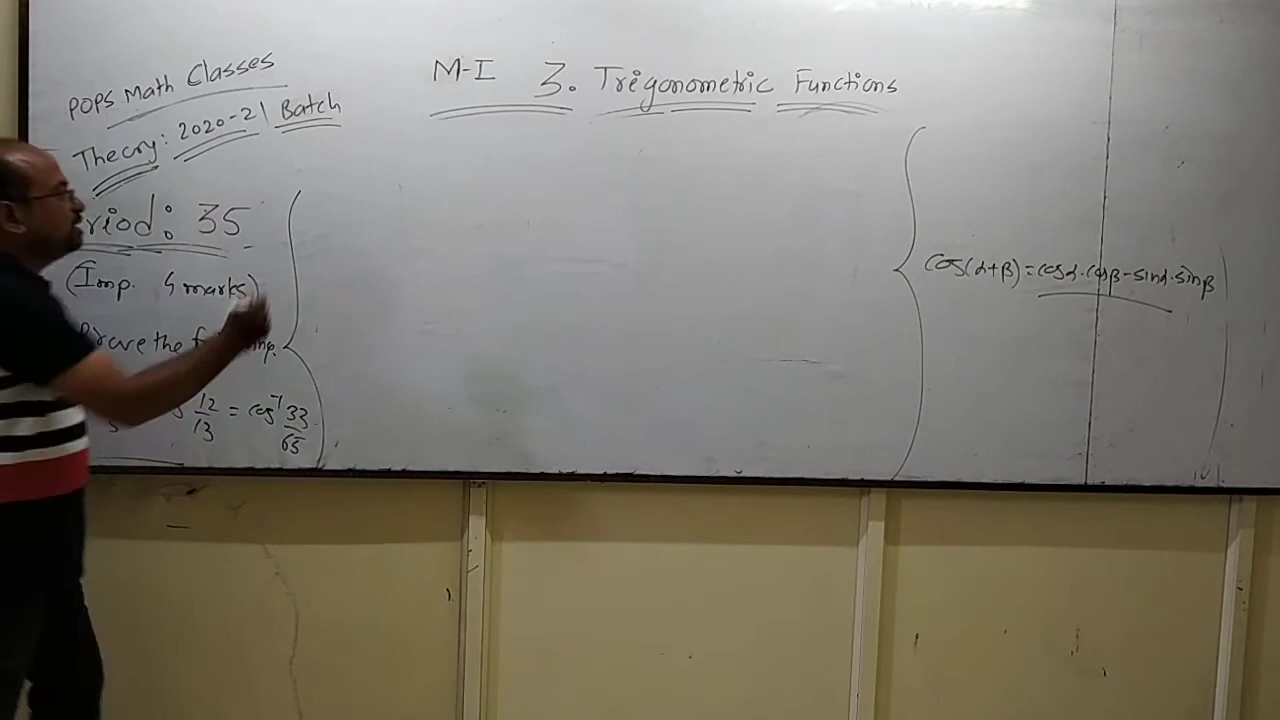 POPS Math Classes
Theory: 2020-21 Batch
M-I 3. Trigonometric Functions
riod: 35
(Imp. 4 marks)
Prove the
12/13 = cos⁻¹ 33/65
cos(α+β)=cosα.cosβ-sinα.sinβ